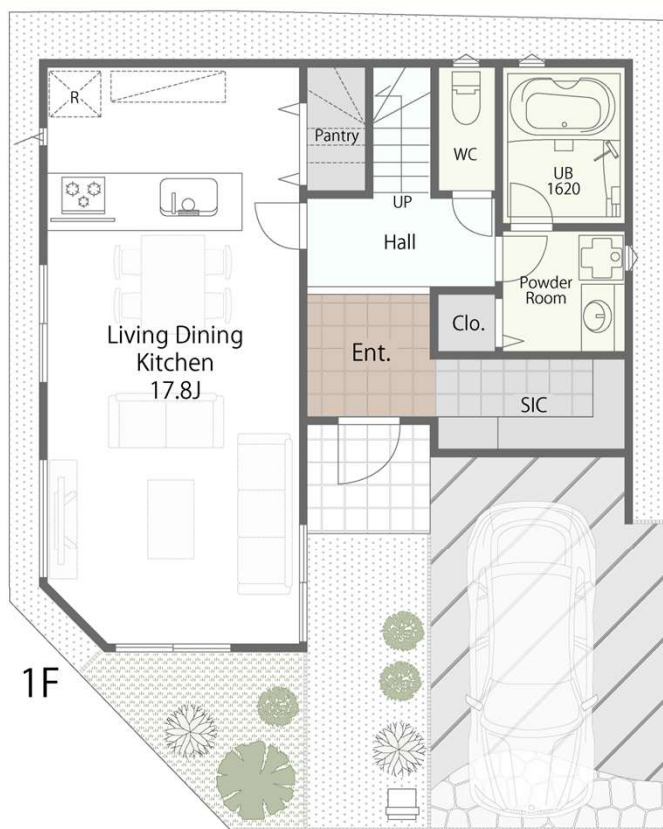 R
Pantry
WC
UB
1620
UP
Hall
Powder
Room
Living Dining
Kitchen
17.8J
Ent.
Clo.
SIC
1F